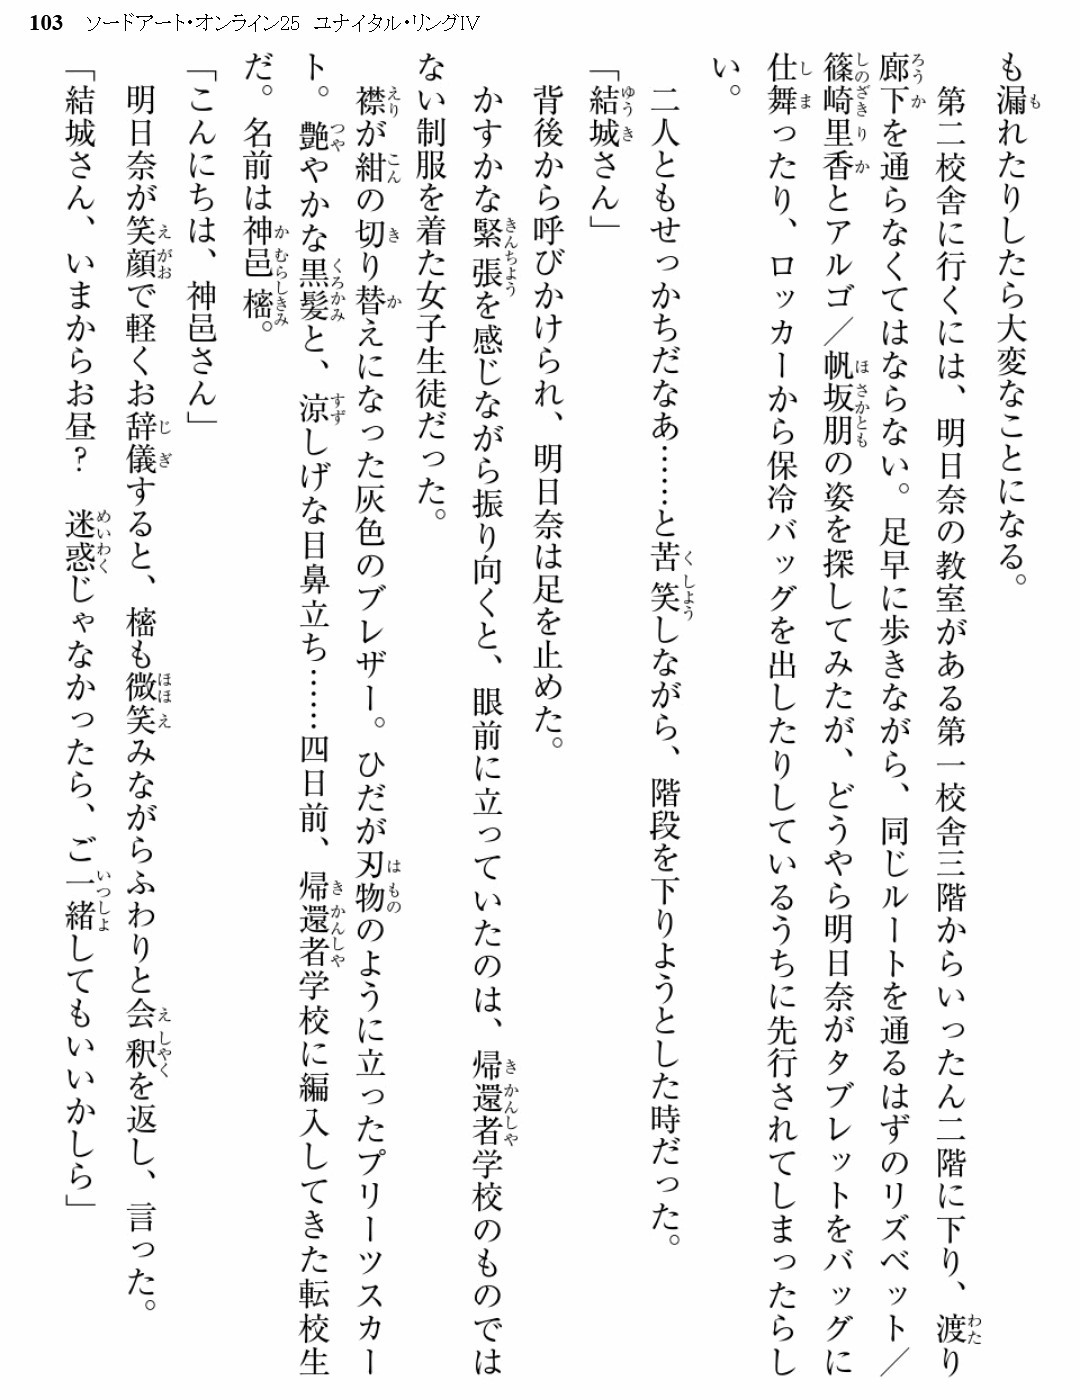 103 ソードアート・オンライン25 ユナイタル・リングIV
も漏れたりしたら大変なことになる。
第二校舎に行くには、明日奈の教室がある第一校舎三階からいったん二階に下り、渡り
廊下を通らなくてはならない。足早に歩きながら、同じルートを通るはずのリズベット／
篠崎里香とアルゴ／帆坂朋の姿を探してみたが、どうやら明日奈がタブレットをバッグに
仕舞ったり、ロッカーから保冷バッグを出したりしているうちに先行されてしまったらし
い。
二人ともせっかちだなあ……と苦笑しながら、階段を下りようとした時だった。
「結城さん」
背後から呼びかけられ、明日奈は足を止めた。
かすかな緊張を感じながら振り向くと、眼前に立っていたのは、帰還者学校のものでは
ない制服を着た女子生徒だった。
襟が紺の切り替えになった灰色のブレザー。ひだが刃物のように立ったプリーツスカー
ト。艶やかな黒髪と、涼しげな目鼻立ち……四日前、帰還者学校に編入してきた転校生
だ。名前は神邑樒。
「こんにちは、神邑さん」
明日奈が笑顔で軽くお辞儀すると、樒も微笑みながらふわりと会釈を返し、言った。
「結城さん、いまからお昼？　迷惑じゃなかったら、ご一緒してもいいかしら」